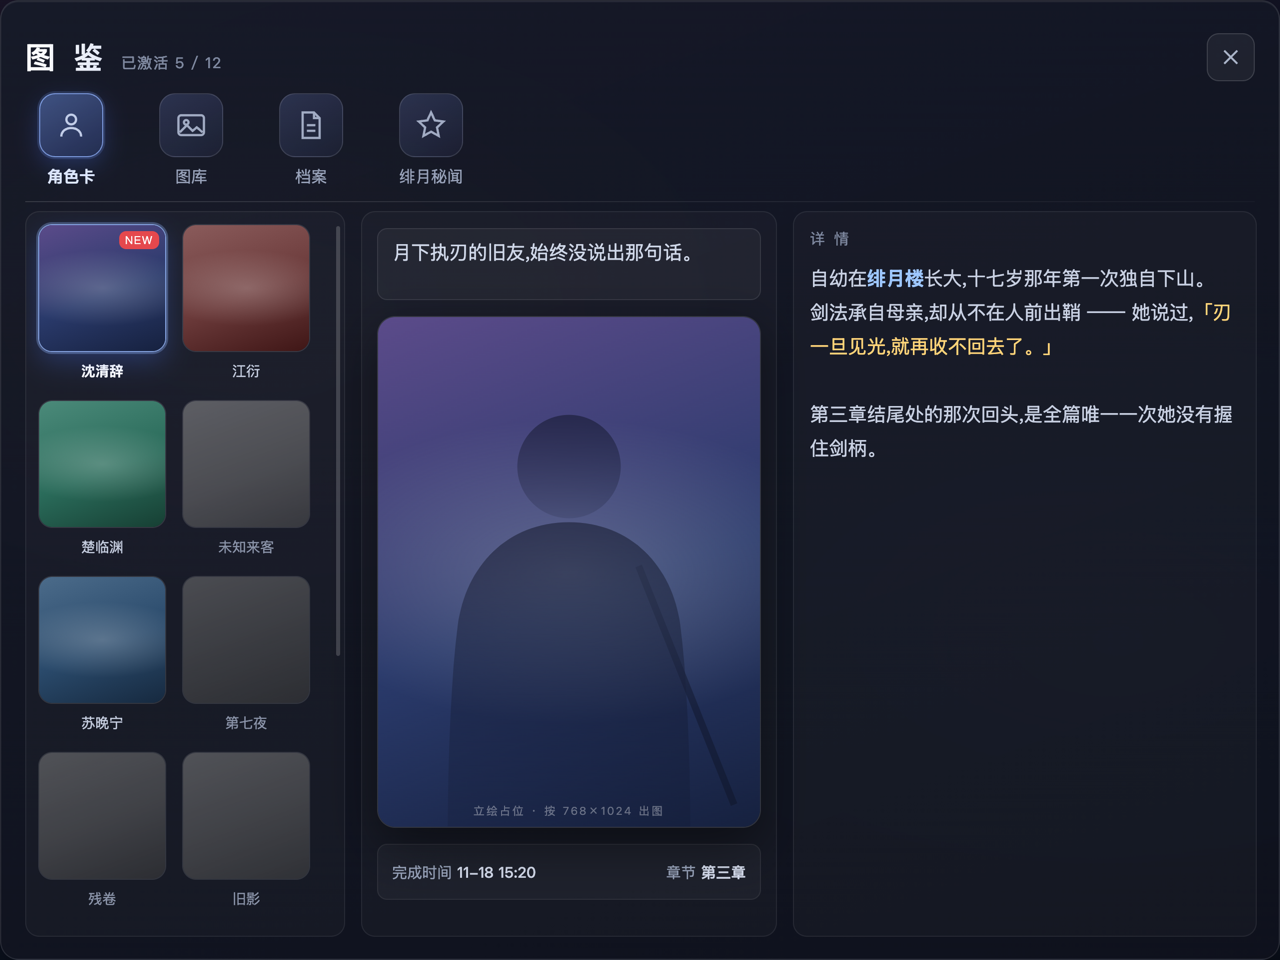 图 鉴
已激活 5 / 12
角色卡
图库
档案
绯月秘闻
NEW
沈清辞
江衍
楚临渊
未知来客
苏晚宁
第七夜
残卷
旧影
月下执刃的旧友,始终没说出那句话。
立绘占位 · 按 768×1024 出图
完成时间 11-18 15:20
章节 第三章
详 情
自幼在绯月楼长大,十七岁那年第一次独自下山。
剑法承自母亲,却从不在人前出鞘 —— 她说过,「刃
一旦见光,就再收不回去了。」
第三章结尾处的那次回头,是全篇唯一一次她没有握
住剑柄。